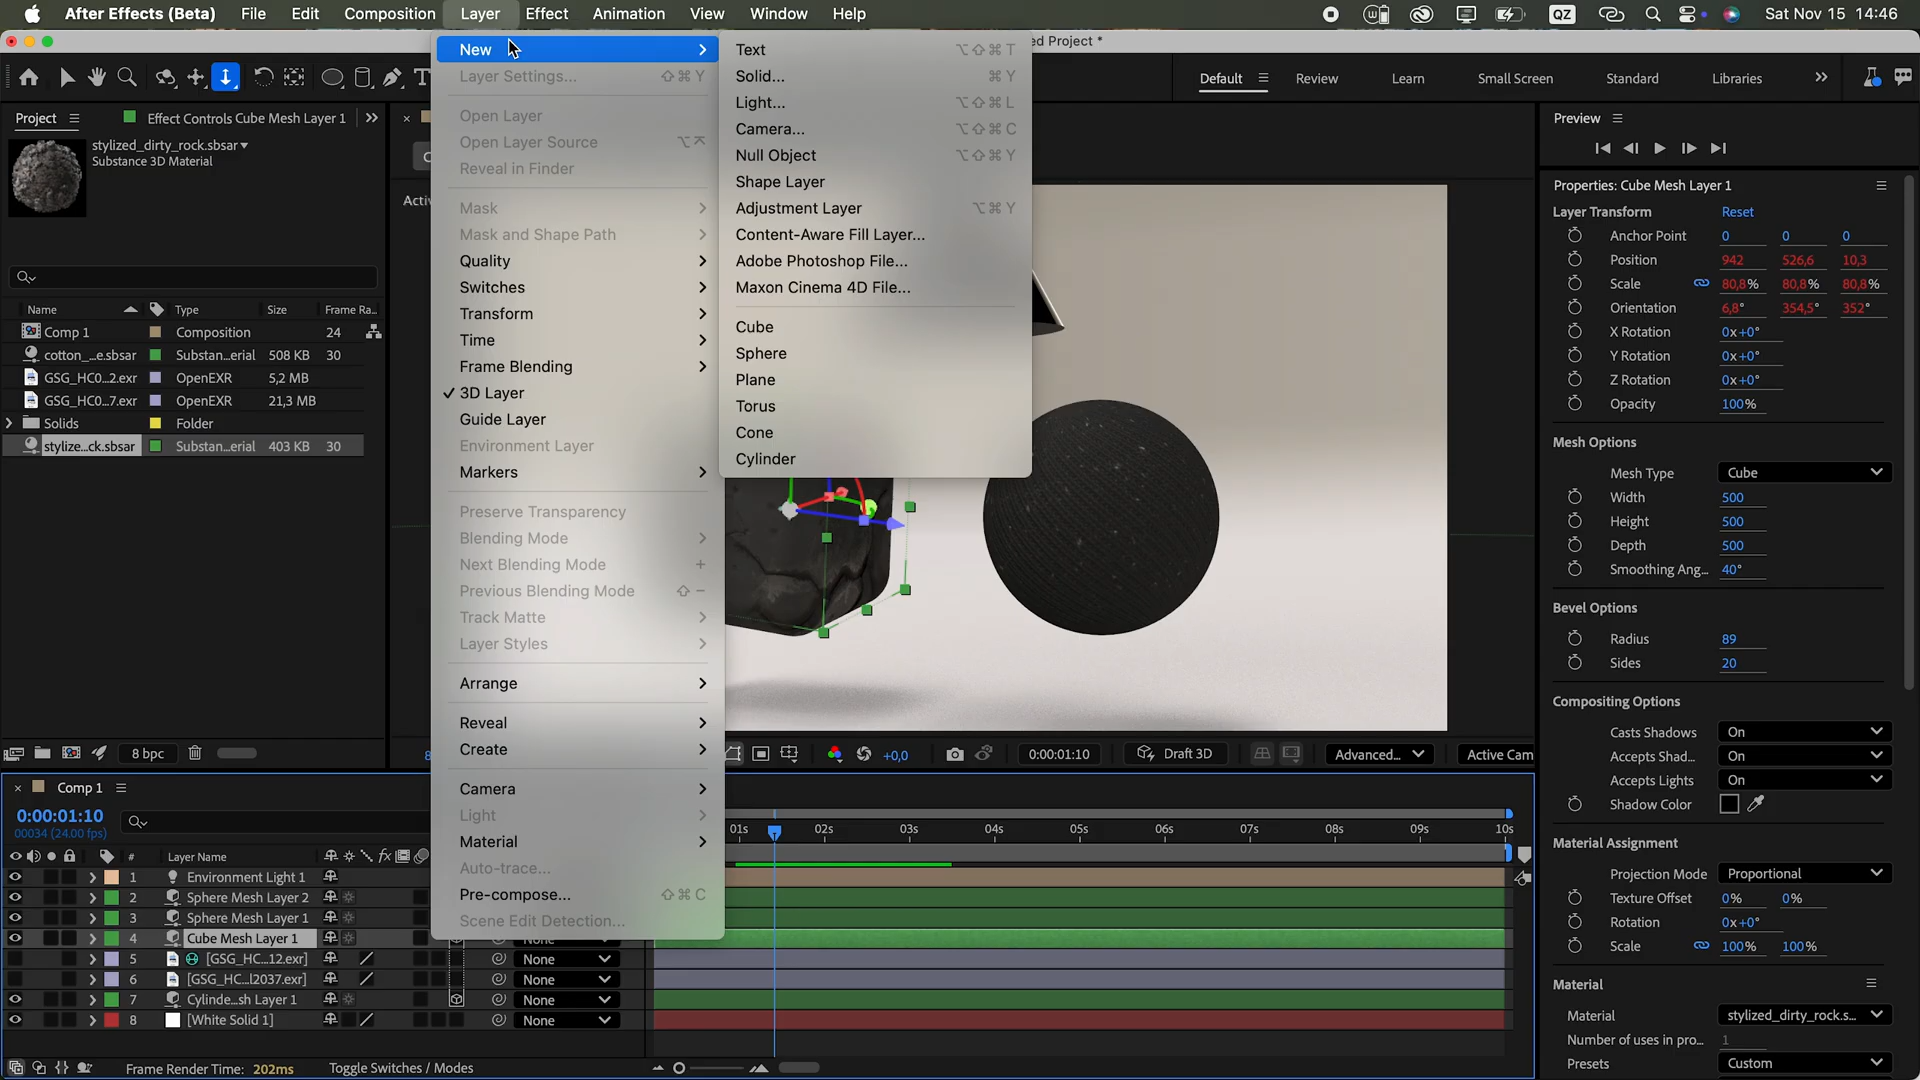 After Effects (Beta) File Edit Composition Layer Effect Animation View Window Help QZ Sat Nov 15 14:46
ed Project *
New
Layer Settings... ⇧⌘Y
Open Layer
Open Layer Source
Reveal in Finder
Mask
Mask and Shape Path
Quality
Switches
Transform
Time
Frame Blending
✓ 3D Layer
Guide Layer
Environment Layer
Markers
Preserve Transparency
Blending Mode
Next Blending Mode +
Previous Blending Mode ⇧ -
Track Matte
Layer Styles
Arrange
Reveal
Create
Camera
Light
Material
Auto-trace...
Pre-compose... ⇧⌘C
Scene Edit Detection...
Text ⌥⇧⌘T
Solid... ⌘Y
Light... ⌥⇧⌘L
Camera... ⌥⇧⌘C
Null Object ⌥⇧⌘Y
Shape Layer
Adjustment Layer ⌥⌘Y
Content-Aware Fill Layer...
Adobe Photoshop File...
Maxon Cinema 4D File...
Cube
Sphere
Plane
Torus
Cone
Cylinder
Default Review Learn Small Screen Standard Libraries
Project Effect Controls Cube Mesh Layer 1
stylized_dirty_rock.sbsar
Substance 3D Material
Name Type Size Frame Ra..
Comp 1 Composition 24
cotton_...e.sbsar Substan...erial 508 KB 30
GSG_HC0...2.exr OpenEXR 5,2 MB
GSG_HC0...7.exr OpenEXR 21,3 MB
Solids Folder
stylize...ck.sbsar Substan...erial 403 KB 30
8 bpc
Activ
+0,0 0:00:01:10 Draft 3D Advanced... Active Cam
Preview
Properties: Cube Mesh Layer 1
Layer Transform Reset
Anchor Point 0 0 0
Position 942 526,6 10,3
Scale 80,8% 80,8% 80,8%
Orientation 6,8° 354,5° 352°
X Rotation 0x+0°
Y Rotation 0x+0°
Z Rotation 0x+0°
Opacity 100%
Mesh Options
Mesh Type Cube
Width 500
Height 500
Depth 500
Smoothing Ang... 40°
Bevel Options
Radius 89
Sides 20
Compositing Options
Casts Shadows On
Accepts Shad... On
Accepts Lights On
Shadow Color
Material Assignment
Projection Mode Proportional
Texture Offset 0% 0%
Rotation 0x+0°
Scale 100% 100%
Material
Material stylized_dirty_rock.s...
Number of uses in pro... 1
Presets Custom
Comp 1
0:00:01:10
00034 (24.00 fps)
# Layer Name fx
01s 02s 03s 04s 05s 06s 07s 08s 09s 10s
1 Environment Light 1
2 Sphere Mesh Layer 2
3 Sphere Mesh Layer 1
4 Cube Mesh Layer 1 None
5 [GSG_HC...12.exr] None
6 [GSG_HC...l2037.exr] None
7 Cylinde...sh Layer 1 None
8 [White Solid 1] None
Frame Render Time: 202ms Toggle Switches / Modes